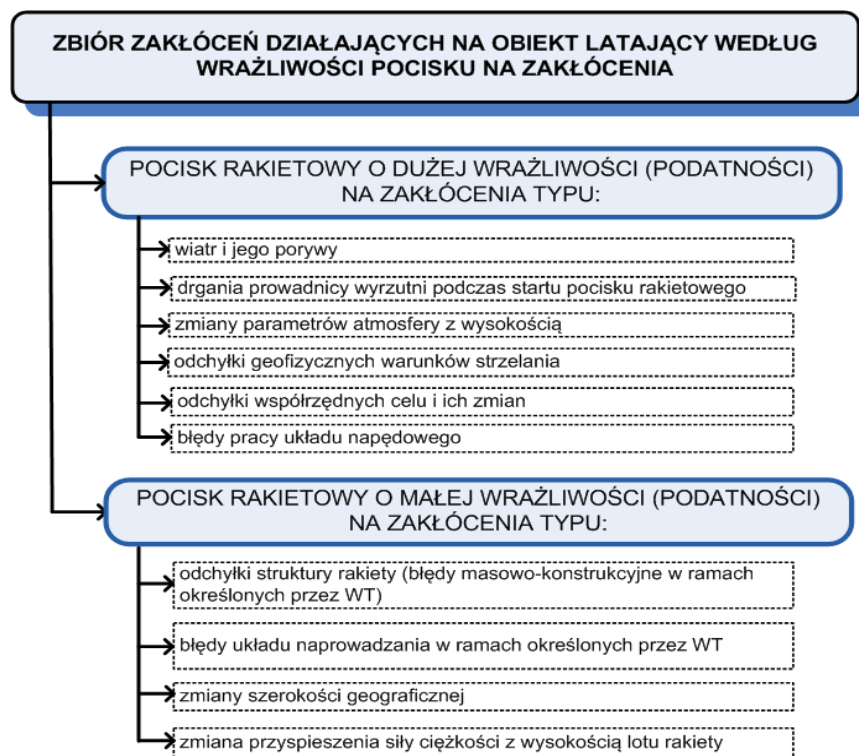 ZBIÓR ZAKŁÓCEŃ DZIAŁAJĄCYCH NA OBIEKT LATAJĄCY WEDŁUG
WRAŻLIWOŚCI POCISKU NA ZAKŁÓCENIA
POCISK RAKIETOWY O DUŻEJ WRAŻLIWOŚCI (PODATNOŚCI)
NA ZAKŁÓCENIA TYPU:
wiatr i jego porywy
drgania prowadnicy wyrzutni podczas startu pocisku rakietowego
zmiany parametrów atmosfery z wysokością
odchyłki geofizycznych warunków strzelania
odchyłki współrzędnych celu i ich zmian
błędy pracy układu napędowego
POCISK RAKIETOWY O MAŁEJ WRAŻLIWOŚCI (PODATNOŚCI)
NA ZAKŁÓCENIA TYPU:
odchyłki struktury rakiety (błędy masowo-konstrukcyjne w ramach
określonych przez WT)
błędy układu naprowadzania w ramach określonych przez WT
zmiany szerokości geograficznej
zmiana przyspieszenia siły ciężkości z wysokością lotu rakiety